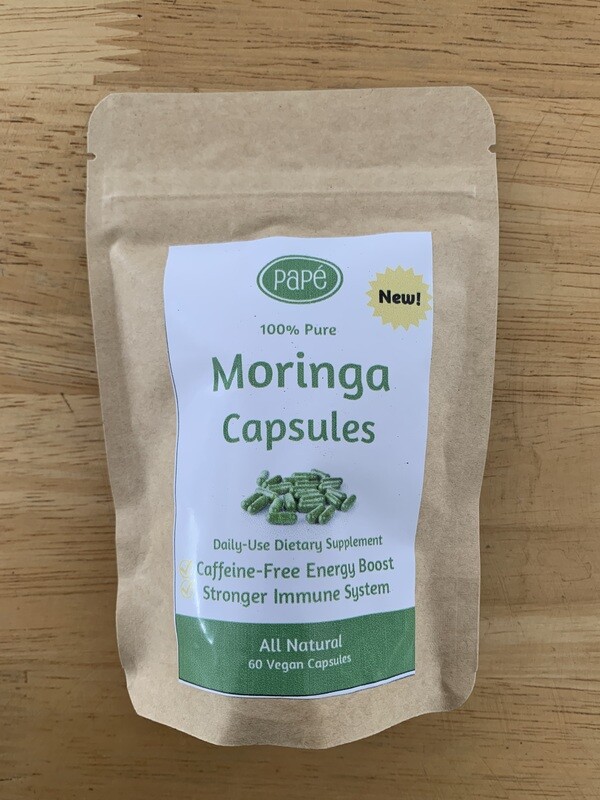 Papé
New!
100% Pure
Moringa
Capsules
Daily-Use Dietary Supplement
Caffeine-Free Energy Boost
Stronger Immune System
All Natural
60 Vegan Capsules